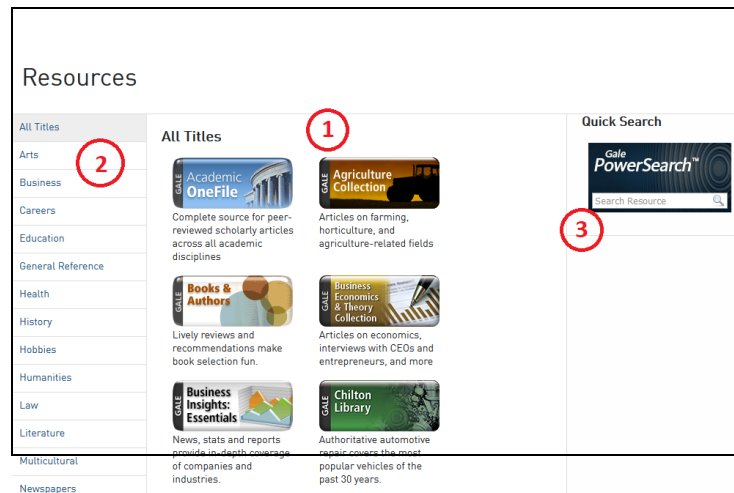 Resources
All Titles
Arts
Business
Careers
Education
General Reference
Health
History
Hobbies
Humanities
Law
Literature
Multicultural
Newspapers
2
All Titles
1
GALE
Academic
OneFile
Complete source for peer-
reviewed scholarly articles
across all academic
disciplines
GALE
Agriculture
Collection
Articles on farming,
horticulture, and
agriculture-related fields
GALE
Books &
Authors
Lively reviews and
recommendations make
book selection fun.
GALE
Business
Economics
& Theory
Collection
Articles on economics,
interviews with CEOs and
entrepreneurs, and more
GALE
Business
Insights:
Essentials
News, stats and reports
provide in-depth coverage
of companies and
industries.
GALE
Chilton
Library
Authoritative automotive
repair covers the most
popular vehicles of the
past 30 years.
Quick Search
Gale
PowerSearch™
Search Resource
3